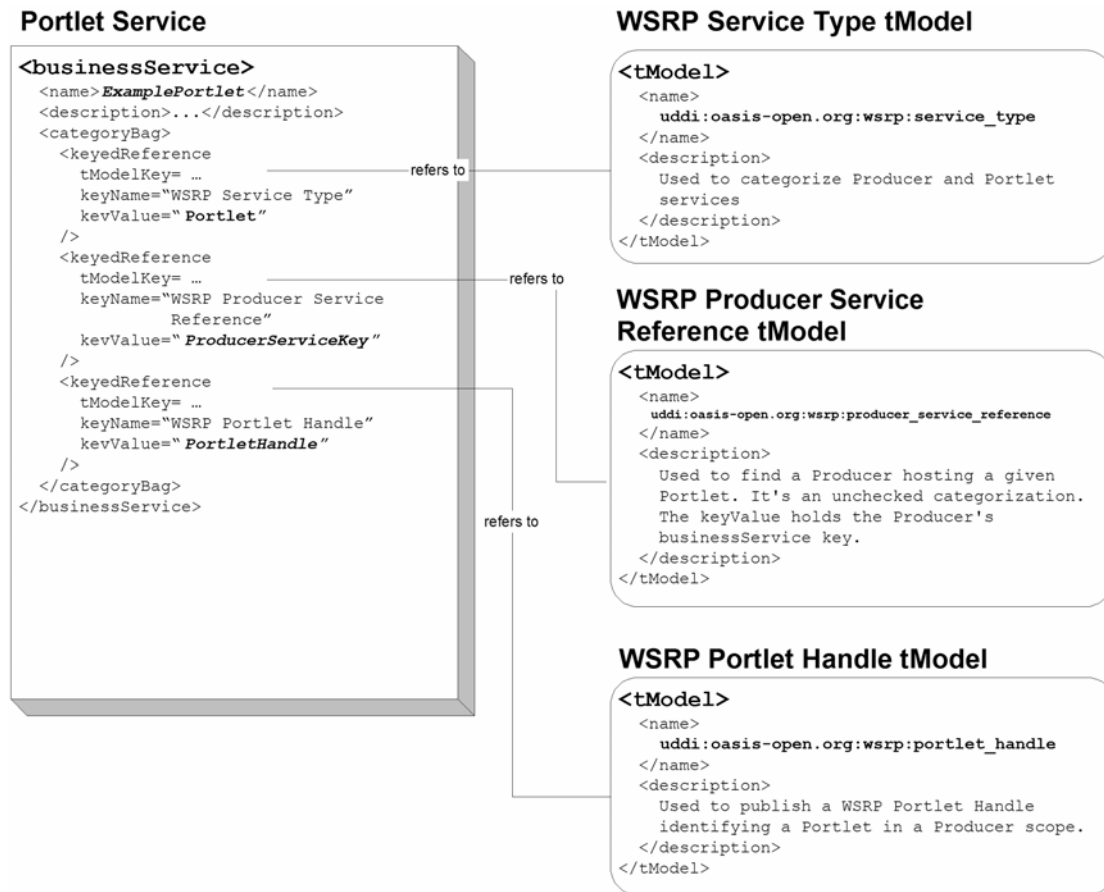 Portlet Service
<businessService>
<name>ExamplePortlet</name>
<description>...</description>
<categoryBag>
<keyedReference
tModelKey= …
keyName="WSRP Service Type"
kevValue=" Portlet"
/>
<keyedReference
tModelKey= …
keyName="WSRP Producer Service
Reference"
kevValue=" ProducerServiceKey"
/>
<keyedReference
tModelKey= …
keyName="WSRP Portlet Handle"
kevValue=" PortletHandle"
/>
</categoryBag>
</businessService>
refers to
refers to
refers to
WSRP Service Type tModel
<tModel>
<name>
uddi:oasis-open.org:wsrp:service_type
</name>
<description>
Used to categorize Producer and Portlet
services
</description>
</tModel>
WSRP Producer Service
Reference tModel
<tModel>
<name>
uddi:oasis-open.org:wsrp:producer_service_reference
</name>
<description>
Used to find a Producer hosting a given
Portlet. It's an unchecked categorization.
The keyValue holds the Producer's
businessService key.
</description>
</tModel>
WSRP Portlet Handle tModel
<tModel>
<name>
uddi:oasis-open.org:wsrp:portlet_handle
</name>
<description>
Used to publish a WSRP Portlet Handle
identifying a Portlet in a Producer scope.
</description>
</tModel>